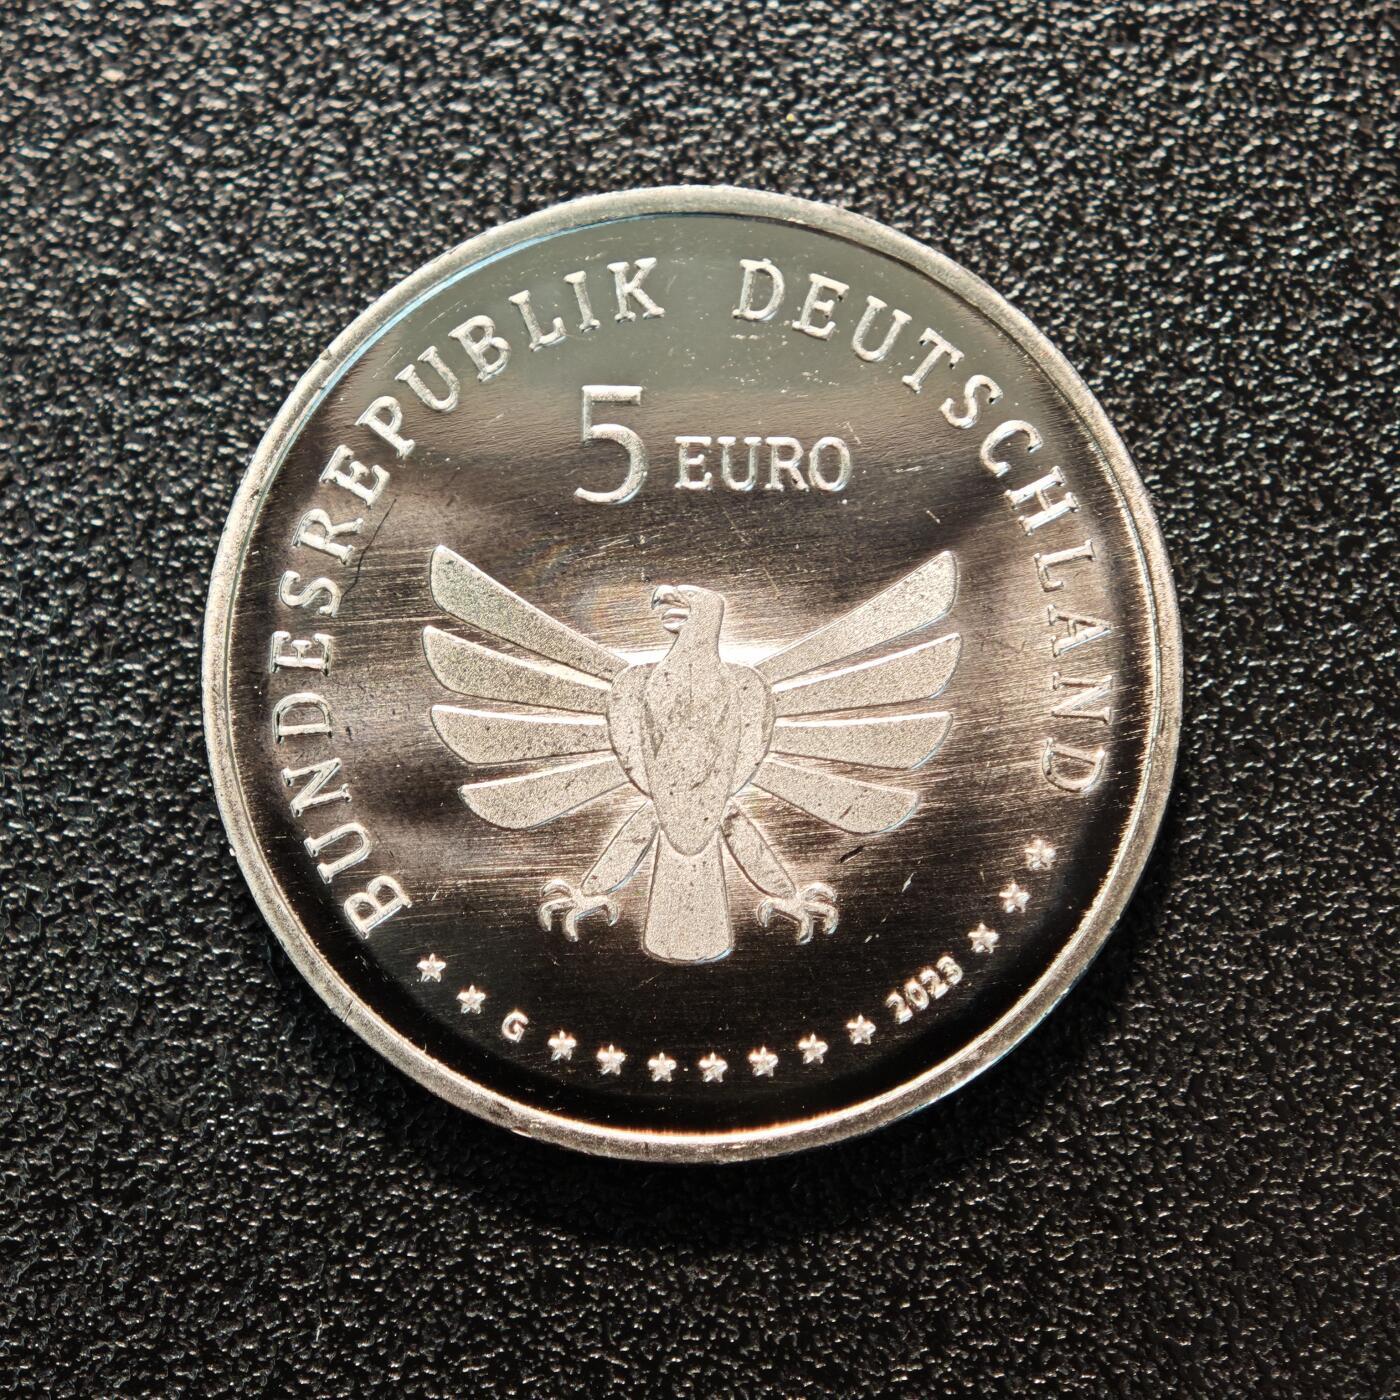 BUNDESREPUBLIK DEUTSCHLAND
5 EURO
G
2023